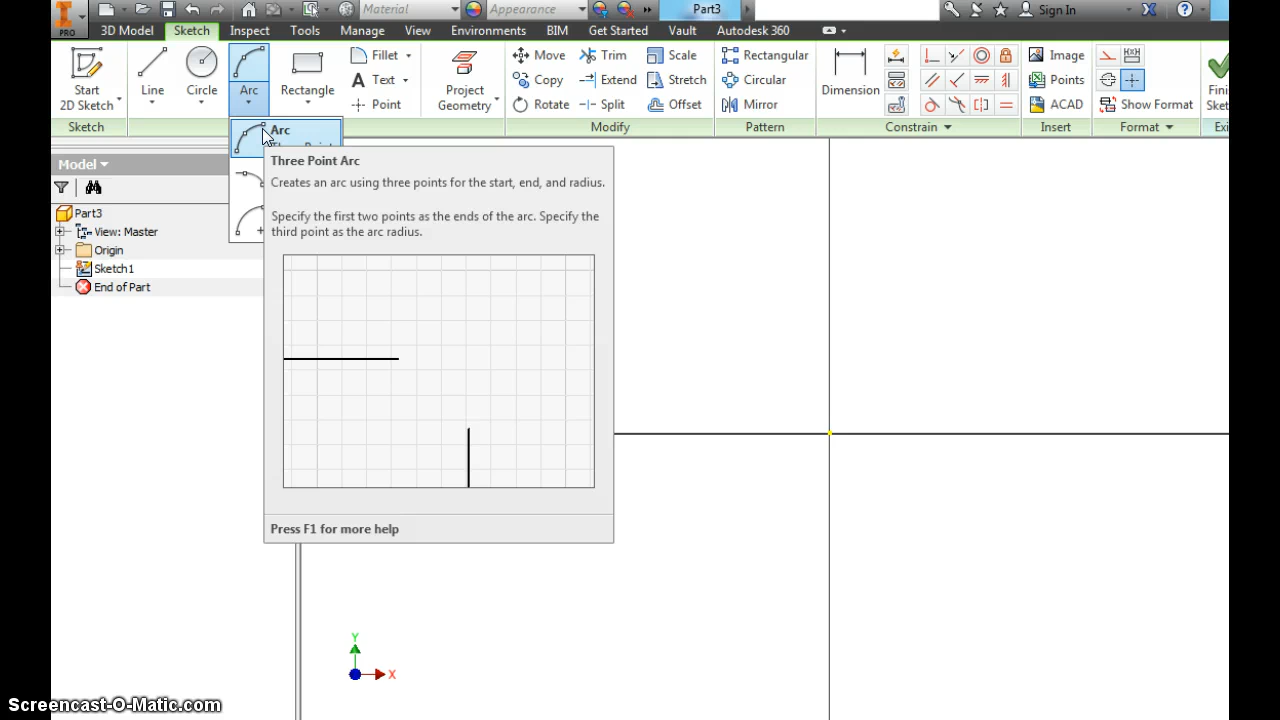 Material
Appearance
Part3
Sign In
PRO
3D Model
Sketch
Inspect
Tools
Manage
View
Environments
BIM
Get Started
Vault
Autodesk 360
Start
2D Sketch
Line
Circle
Arc
Rectangle
Fillet
Text
Point
Project
Geometry
Move
Copy
Rotate
Trim
Extend
Split
Scale
Stretch
Offset
Rectangular
Circular
Mirror
Dimension
Image
Points
ACAD
Show Format
Sketch
Modify
Pattern
Constrain
Insert
Format
Arc
Model
Part3
View: Master
Origin
Sketch1
End of Part
Three Point Arc
Creates an arc using three points for the start, end, and radius.
Specify the first two points as the ends of the arc. Specify the
third point as the arc radius.
Press F1 for more help
Y
X
Screencast-O-Matic.com